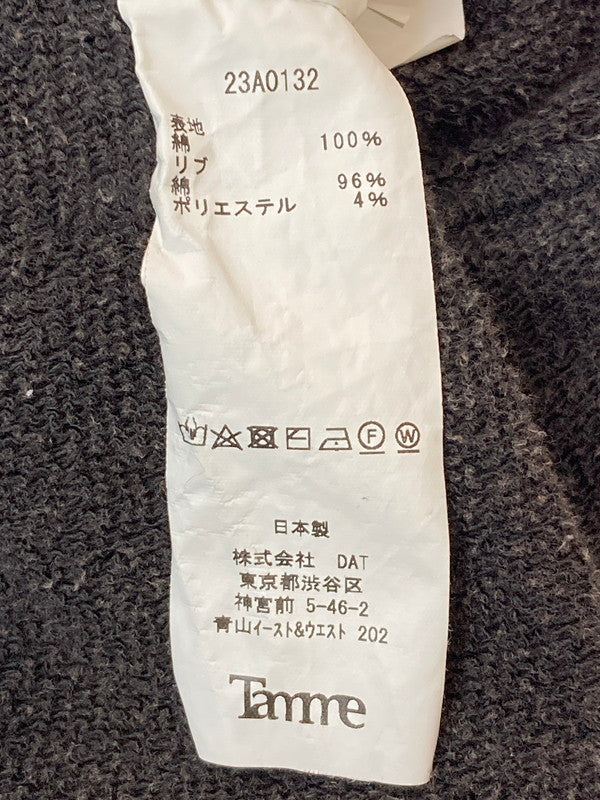 23A0132
表地
綿 100%
リブ
綿 96%
ポリエステル 4%
F W
日本製
株式会社 DAT
東京都渋谷区
神宮前 5-46-2
青山ｲｰｽﾄ&ｳｴｽﾄ 202
Tamme